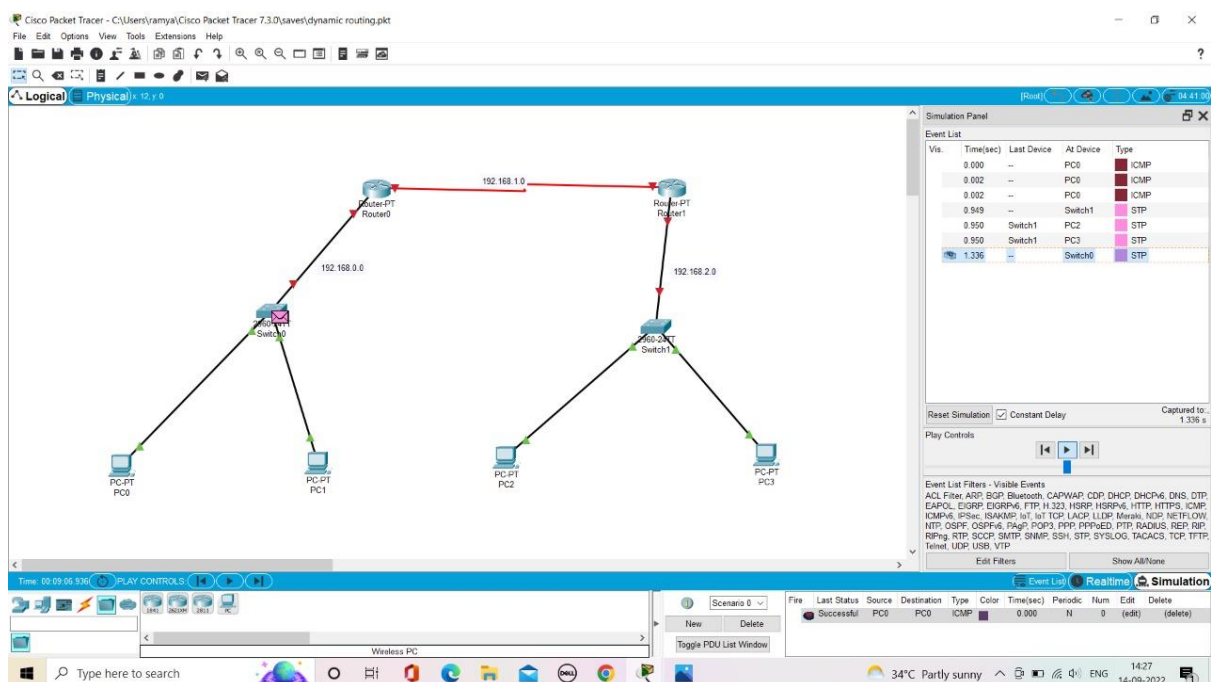 Cisco Packet Tracer - C:\Users\ramya\Cisco Packet Tracer 7.3.0\saves\dynamic routing.pkt
File Edit Options View Tools Extensions Help
?
Logical Physical x: 12, y: 0 [Root] 04:41:00
192.168.1.0
Router-PT
Router0
Router-PT
Router1
192.168.0.0
192.168.2.0
2960-24TT
Switch0
2960-24TT
Switch1
PC-PT
PC0
PC-PT
PC1
PC-PT
PC2
PC-PT
PC3
Simulation Panel
Event List
Vis. Time(sec) Last Device At Device Type
0.000 -- PC0 ICMP
0.002 -- PC0 ICMP
0.002 -- PC0 ICMP
0.949 -- Switch1 STP
0.950 Switch1 PC2 STP
0.950 Switch1 PC3 STP
1.336 -- Switch0 STP
Reset Simulation Constant Delay Captured to:
1.336 s
Play Controls
Event List Filters - Visible Events
ACL Filter, ARP, BGP, Bluetooth, CAPWAP, CDP, DHCP, DHCPv6, DNS, DTP,
EAPOL, EIGRP, EIGRPv6, FTP, H.323, HSRP, HSRPv6, HTTP, HTTPS, ICMP,
ICMPv6, IPSec, ISAKMP, IoT, IoT TCP, LACP, LLDP, Meraki, NDP, NETFLOW,
NTP, OSPF, OSPFv6, PAgP, POP3, PPP, PPPoED, PTP, RADIUS, REP, RIP,
RIPng, RTP, SCCP, SMTP, SNMP, SSH, STP, SYSLOG, TACACS, TCP, TFTP,
Telnet, UDP, USB, VTP
Edit Filters Show All/None
Time: 00:09:06.936 PLAY CONTROLS: Event List Realtime Simulation
1841 2620XM 2811 PC
Wireless PC
Scenario 0
New Delete
Toggle PDU List Window
Fire Last Status Source Destination Type Color Time(sec) Periodic Num Edit Delete
Successful PC0 PC0 ICMP 0.000 N 0 (edit) (delete)
Type here to search
DELL
34°C Partly sunny ENG
14:27
14-09-2022